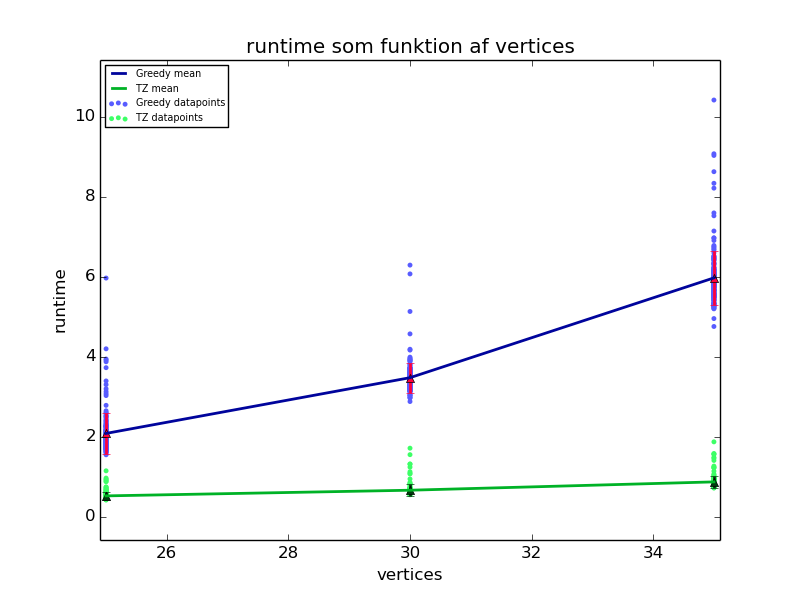 runtime som funktion af vertices
Greedy mean
TZ mean
Greedy datapoints
TZ datapoints
10
8
6
4
2
0
runtime
26 28 30 32 34
vertices